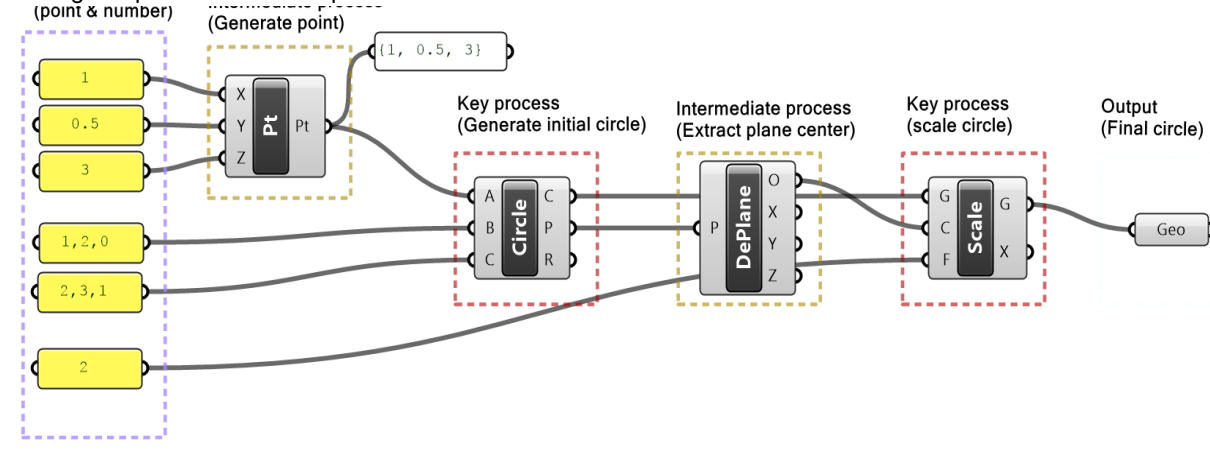 (point & number)
(Generate point)
1
0.5
3
1,2,0
2,3,1
2
X
Y
Z
Pt
Pt
{1, 0.5, 3}
Key process
(Generate initial circle)
A
B
C
Circle
C
P
R
Intermediate process
(Extract plane center)
P
DePlane
O
X
Y
Z
Key process
(scale circle)
G
C
F
Scale
G
X
Output
(Final circle)
Geo